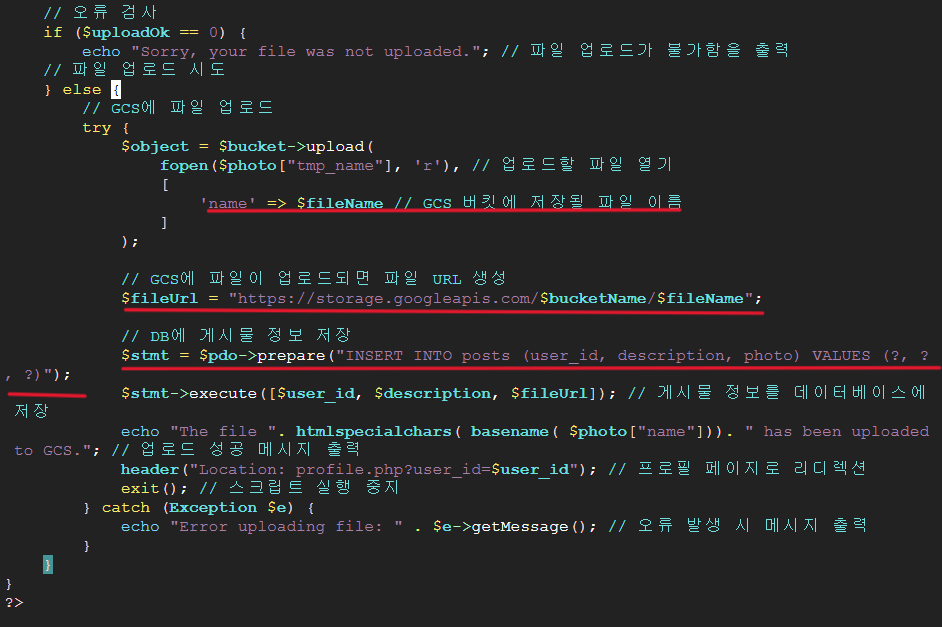 // 오류 검사
if ($uploadOk == 0) {
echo "Sorry, your file was not uploaded."; // 파일 업로드가 불가함을 출력
// 파일 업로드 시도
} else {
// GCS에 파일 업로드
try {
$object = $bucket->upload(
fopen($photo["tmp_name"], 'r'), // 업로드할 파일 열기
[
'name' => $fileName // GCS 버킷에 저장될 파일 이름
]
);
// GCS에 파일이 업로드되면 파일 URL 생성
$fileUrl = "https://storage.googleapis.com/$bucketName/$fileName";
// DB에 게시물 정보 저장
$stmt = $pdo->prepare("INSERT INTO posts (user_id, description, photo) VALUES (?, ?
, ?)");
$stmt->execute([$user_id, $description, $fileUrl]); // 게시물 정보를 데이터베이스에
저장
echo "The file ". htmlspecialchars( basename( $photo["name"])). " has been uploaded
to GCS."; // 업로드 성공 메시지 출력
header("Location: profile.php?user_id=$user_id"); // 프로필 페이지로 리디렉션
exit(); // 스크립트 실행 중지
} catch (Exception $e) {
echo "Error uploading file: " . $e->getMessage(); // 오류 발생 시 메시지 출력
}
}
}
?>